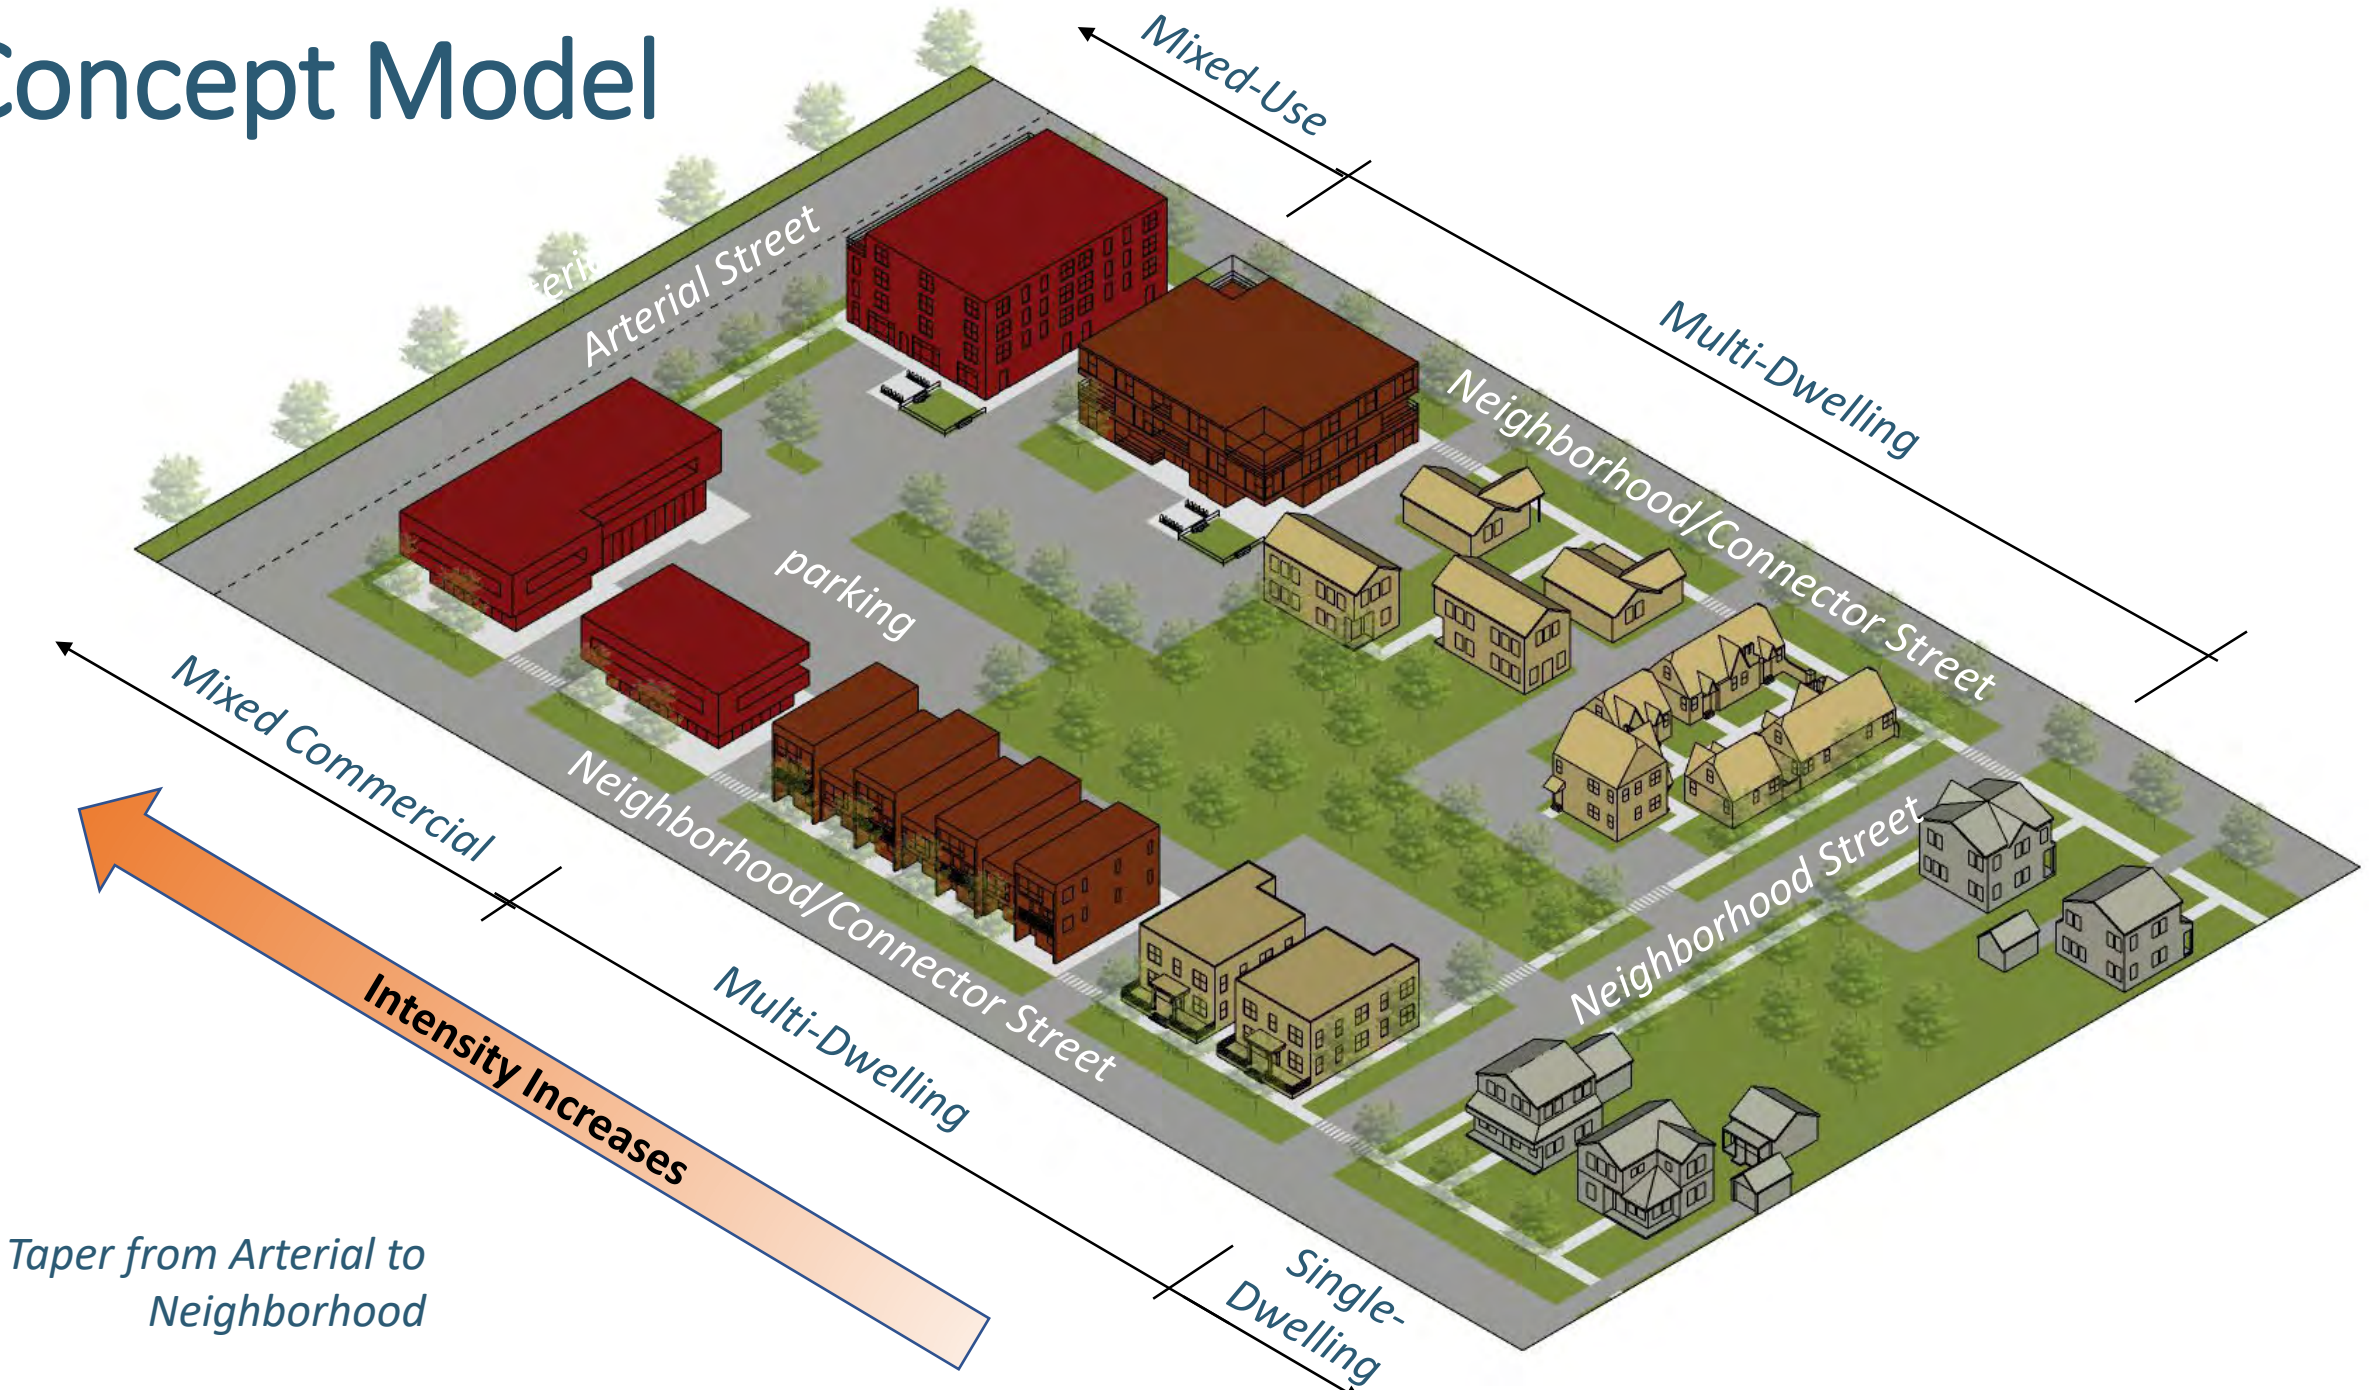 Concept Model
Mixed-Use
Multi-Dwelling
Arterial Street
Neighborhood/Connector Street
parking
Mixed Commercial
Neighborhood/Connector Street
Neighborhood Street
Multi-Dwelling
Intensity Increases
Single-
Dwelling
Taper from Arterial to
Neighborhood